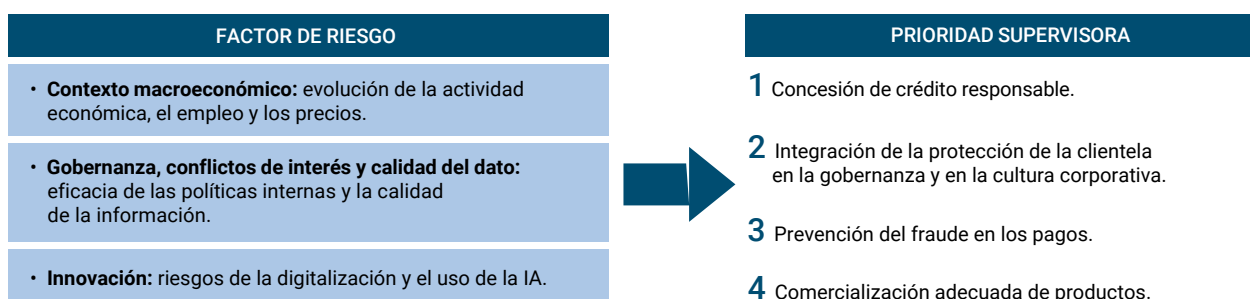 FACTOR DE RIESGO
• Contexto macroeconómico: evolución de la actividad
económica, el empleo y los precios.
• Gobernanza, conflictos de interés y calidad del dato:
eficacia de las políticas internas y la calidad
de la información.
• Innovación: riesgos de la digitalización y el uso de la IA.
PRIORIDAD SUPERVISORA
1 Concesión de crédito responsable.
2 Integración de la protección de la clientela
en la gobernanza y en la cultura corporativa.
3 Prevención del fraude en los pagos.
4 Comercialización adecuada de productos.